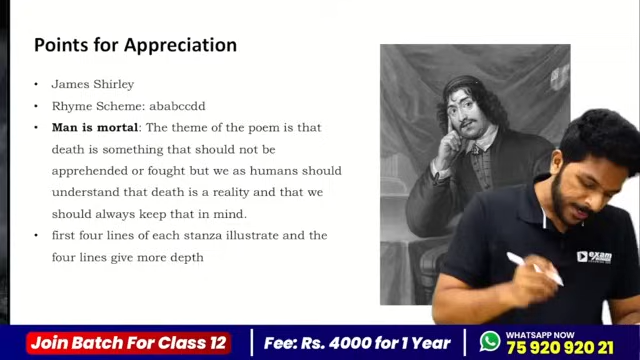 Points for Appreciation
• James Shirley
• Rhyme Scheme: ababccdd
• Man is mortal: The theme of the poem is that
death is something that should not be
apprehended or fought but we as humans should
understand that death is a reality and that we
should always keep that in mind.
• first four lines of each stanza illustrate and the
four lines give more depth
exam
Join Batch For Class 12
Fee: Rs. 4000 for 1 Year
WHATSAPP NOW
75 920 920 21